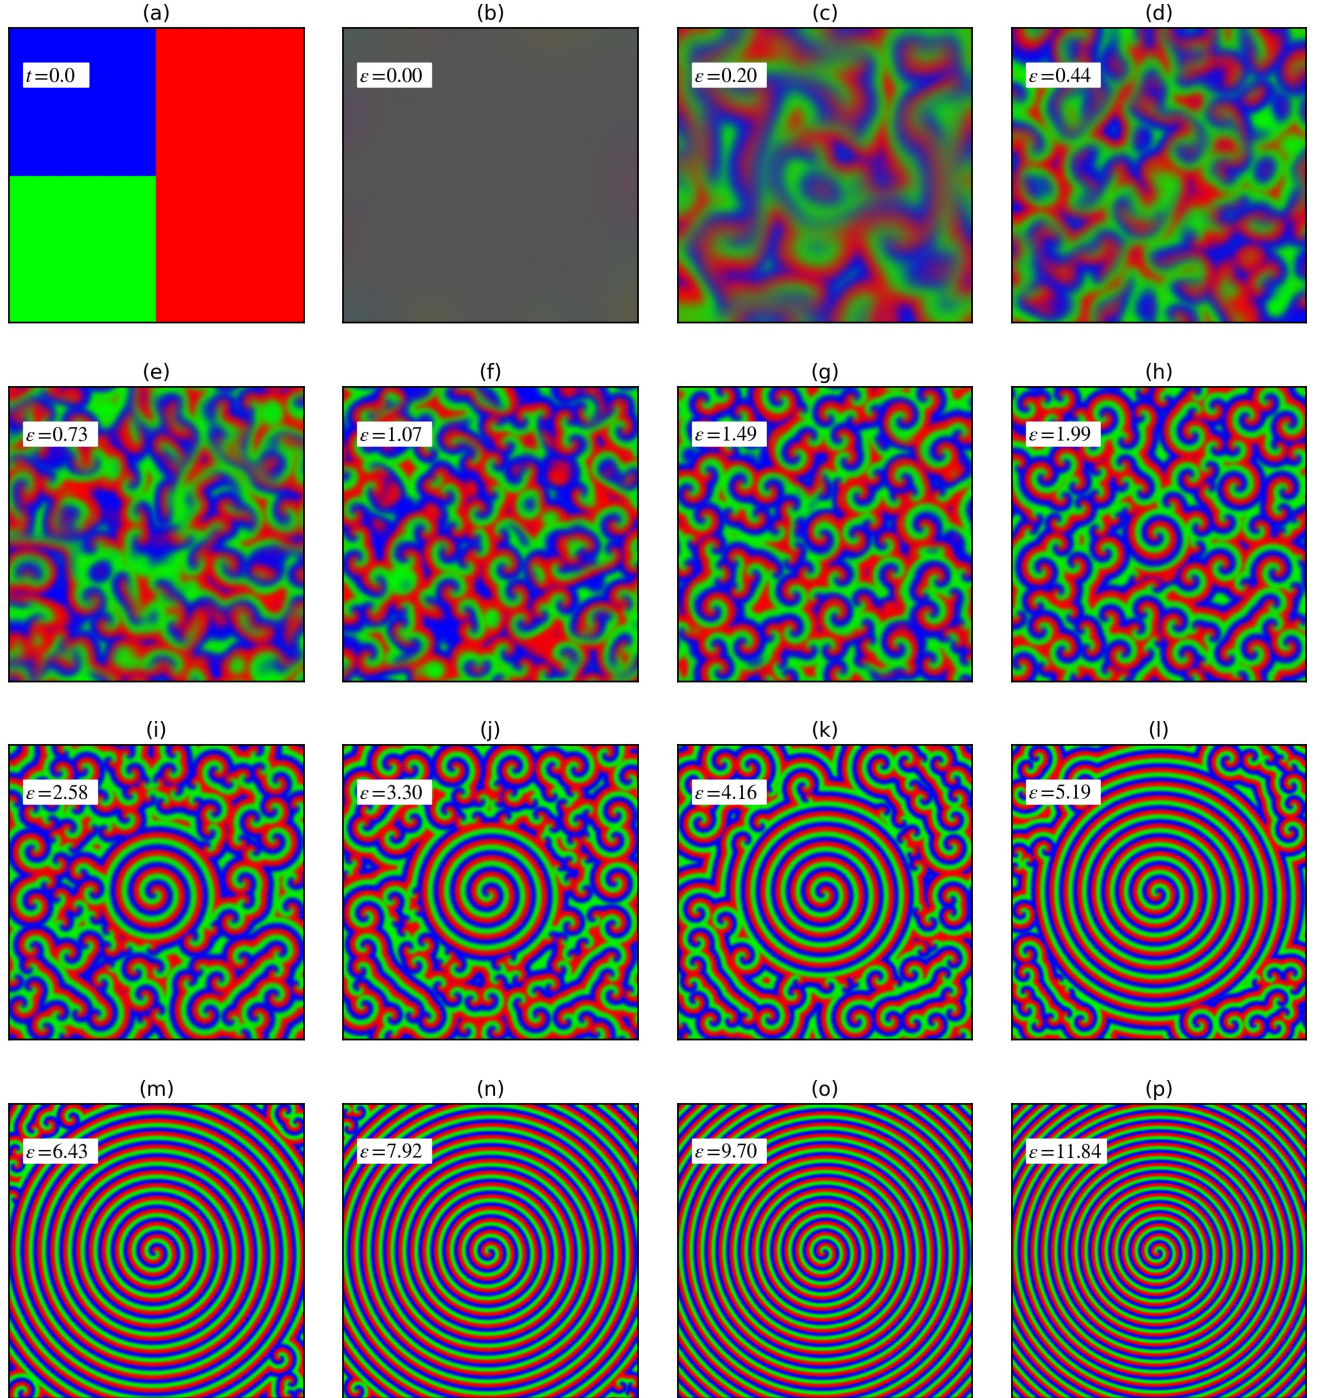 (a)
(b)
(c)
(d)
t=0.0
ε=0.00
ε=0.20
ε=0.44
(e)
(f)
(g)
(h)
ε=0.73
ε=1.07
ε=1.49
ε=1.99
(i)
(j)
(k)
(l)
ε=2.58
ε=3.30
ε=4.16
ε=5.19
(m)
(n)
(o)
(p)
ε=6.43
ε=7.92
ε=9.70
ε=11.84